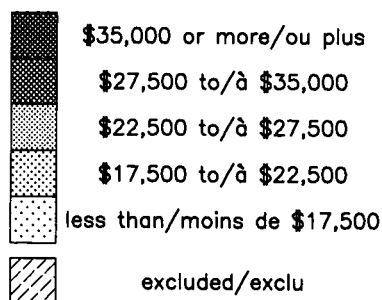 $35,000 or more/ou plus
$27,500 to/à $35,000
$22,500 to/à $27,500
$17,500 to/à $22,500
less than/moins de $17,500
excluded/exclu